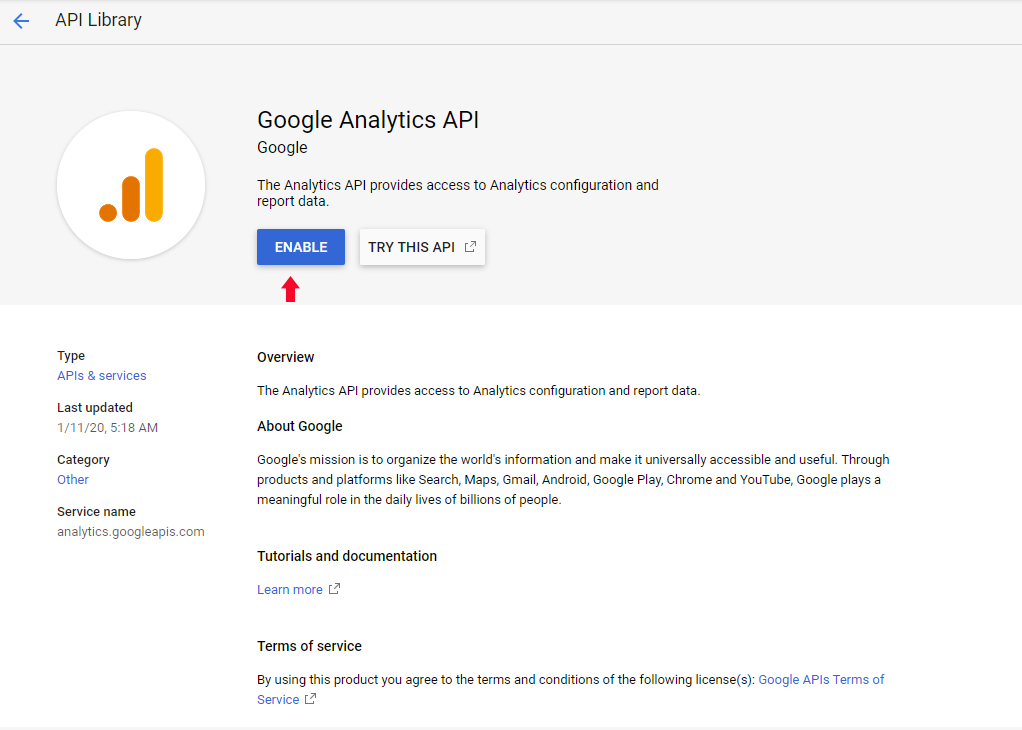 API Library
Google Analytics API
Google
The Analytics API provides access to Analytics configuration and
report data.
ENABLE
TRY THIS API
Type
APIs & services
Last updated
1/11/20, 5:18 AM
Category
Other
Service name
analytics.googleapis.com
Overview
The Analytics API provides access to Analytics configuration and report data.
About Google
Google's mission is to organize the world's information and make it universally accessible and useful. Through
products and platforms like Search, Maps, Gmail, Android, Google Play, Chrome and YouTube, Google plays a
meaningful role in the daily lives of billions of people.
Tutorials and documentation
Learn more
Terms of service
By using this product you agree to the terms and conditions of the following license(s): Google APIs Terms of
Service